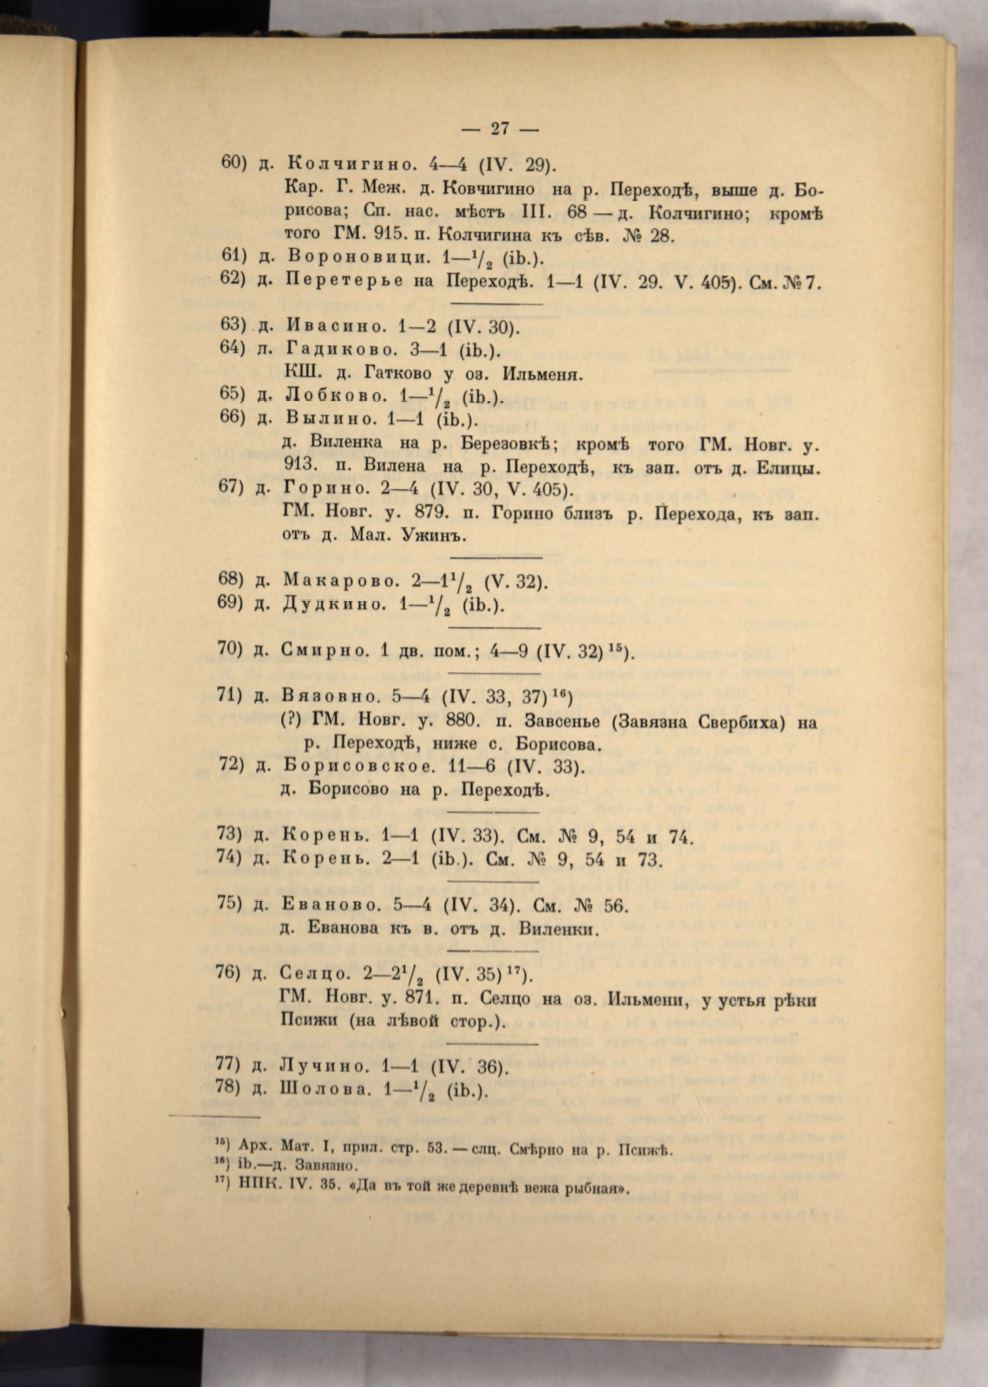 — 27 —
60) д. Колчигино. 4—4 (IV. 29).
Кар. Г. Меж. д. Ковчигино на р. Переходѣ, выше д. Бо-
рисова; Сп. нас. мѣстъ III. 68 — д. Колчигино; кромѣ
того ГМ. 915. п. Колчигина къ сѣв. № 28.
61) д. Вороновици. 1—¹/₂ (ib.).
62) д. Перетерье на Переходѣ. 1—1 (IV. 29. V. 405). См. № 7.
63) д. Ивасино. 1—2 (IV. 30).
64) л. Гадиково. 3—1 (ib.).
КШ. д. Гатково у оз. Ильменя.
65) д. Лобково. 1—¹/₂ (ib.).
66) д. Вылино. 1—1 (ib.).
д. Виленка на р. Березовкѣ; кромѣ того ГМ. Новг. у.
913. п. Вилена на р. Переходѣ, къ зап. отъ д. Елицы.
67) д. Горино. 2—4 (IV. 30, V. 405).
ГМ. Новг. у. 879. п. Горино близъ р. Перехода, къ зап.
отъ д. Мал. Ужинъ.
68) д. Макарово. 2—1¹/₂ (V. 32).
69) д. Дудкино. 1—¹/₂ (ib.).
70) д. Смирно. 1 дв. пом.; 4—9 (IV. 32) ¹⁵).
71) д. Вязовно. 5—4 (IV. 33, 37) ¹⁶)
(?) ГМ. Новг. у. 880. п. Завсенье (Завязна Свербиха) на
р. Переходѣ, ниже с. Борисова.
72) д. Борисовское. 11—6 (IV. 33).
д. Борисово на р. Переходѣ.
73) д. Корень. 1—1 (IV. 33). См. № 9, 54 и 74.
74) д. Корень. 2—1 (ib.). См. № 9, 54 и 73.
75) д. Еваново. 5—4 (IV. 34). См. № 56.
д. Еванова къ в. отъ д. Виленки.
76) д. Селцо. 2—2¹/₂ (IV. 35) ¹⁷).
ГМ. Новг. у. 871. п. Селцо на оз. Ильмени, у устья рѣки
Псижи (на лѣвой стор.).
77) д. Лучино. 1—1 (IV. 36).
78) д. Шолова. 1—¹/₂ (ib.).
¹⁵) Арх. Мат. I, прил. стр. 53. — слц. Смѣрно на р. Псижѣ.
¹⁶) ib.—д. Завязно.
¹⁷) НПК. IV. 35. «Да въ той же деревнѣ вежа рыбная».